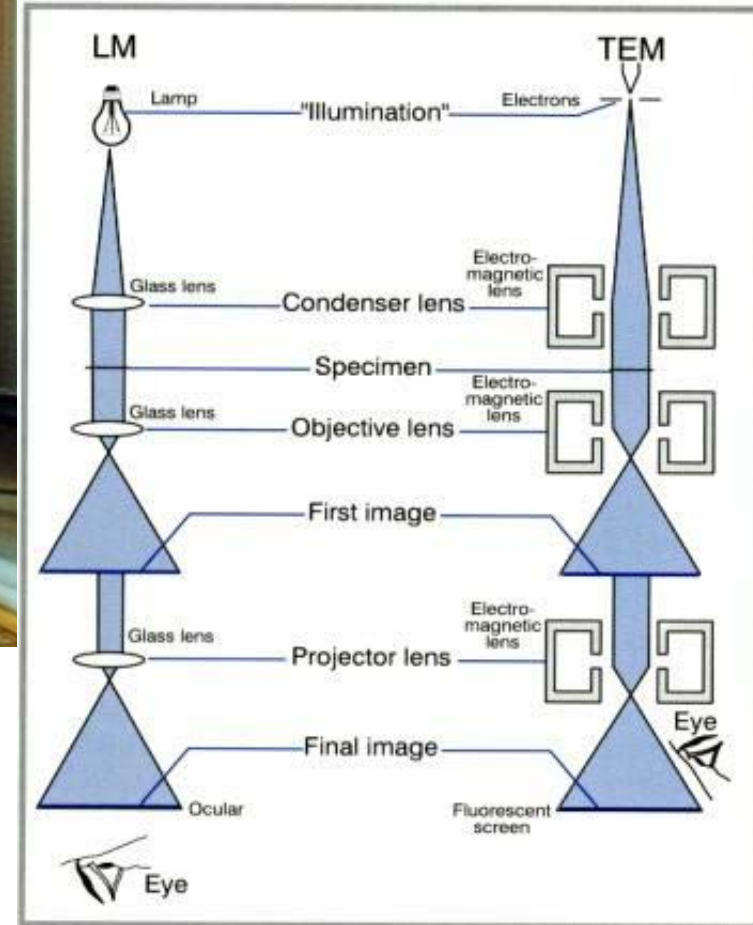 LM
TEM
Lamp
"Illumination"
Electrons
Glass lens
Condenser lens
Electro-
magnetic
lens
Specimen
Glass lens
Objective lens
Electro-
magnetic
lens
First image
Glass lens
Projector lens
Electro-
magnetic
lens
Final image
Eye
Ocular
Fluorescent
screen
Eye